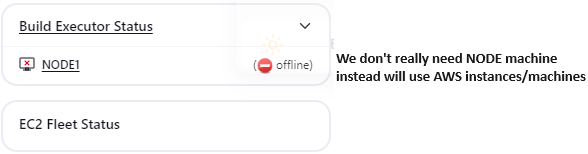 Build Executor Status
NODE1
(offline)
We don't really need NODE machine
instead will use AWS instances/machines
EC2 Fleet Status